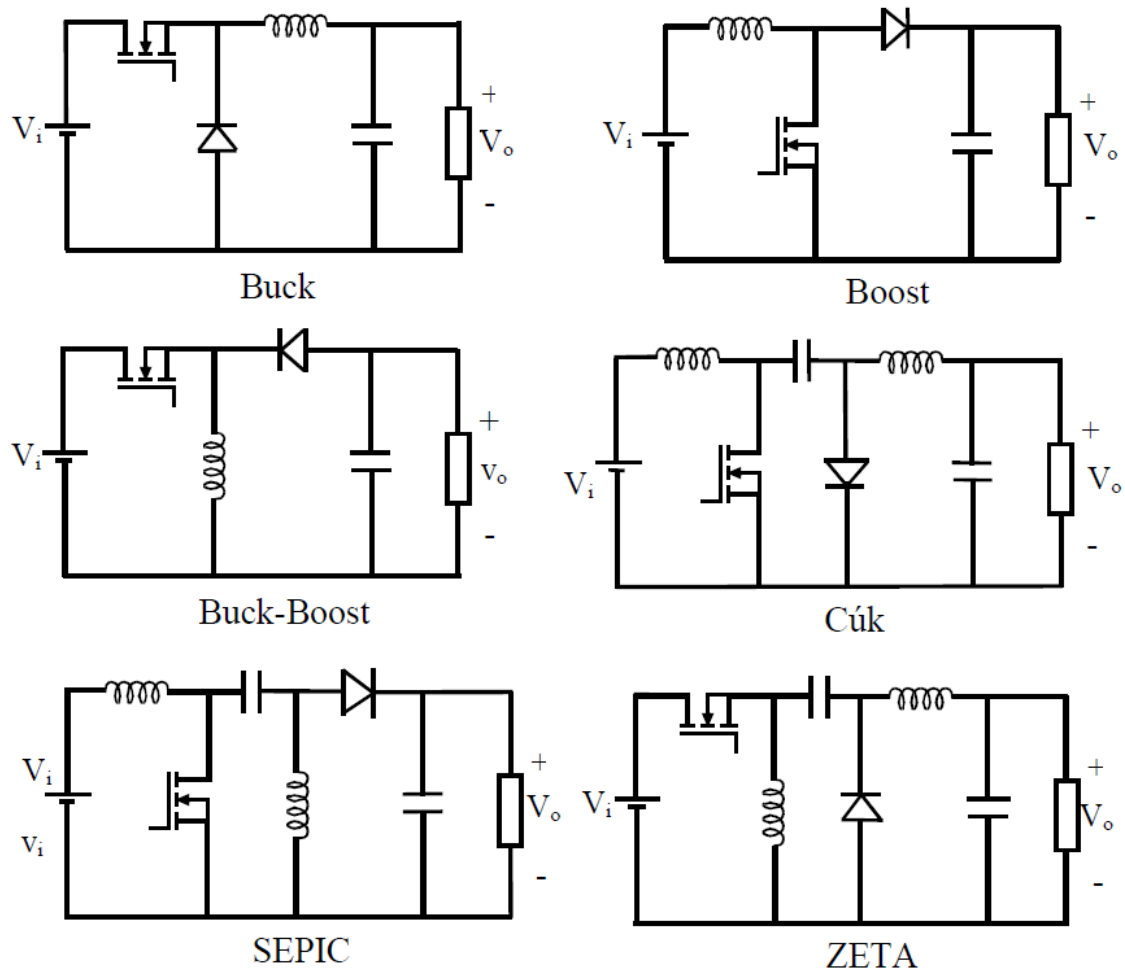 Vi
+
Vo
-
Buck
Vi
+
Vo
-
Boost
Vi
+
vo
-
Buck-Boost
Vi
+
Vo
-
Cúk
Vi
vi
+
Vo
-
SEPIC
Vi
+
Vo
-
ZETA